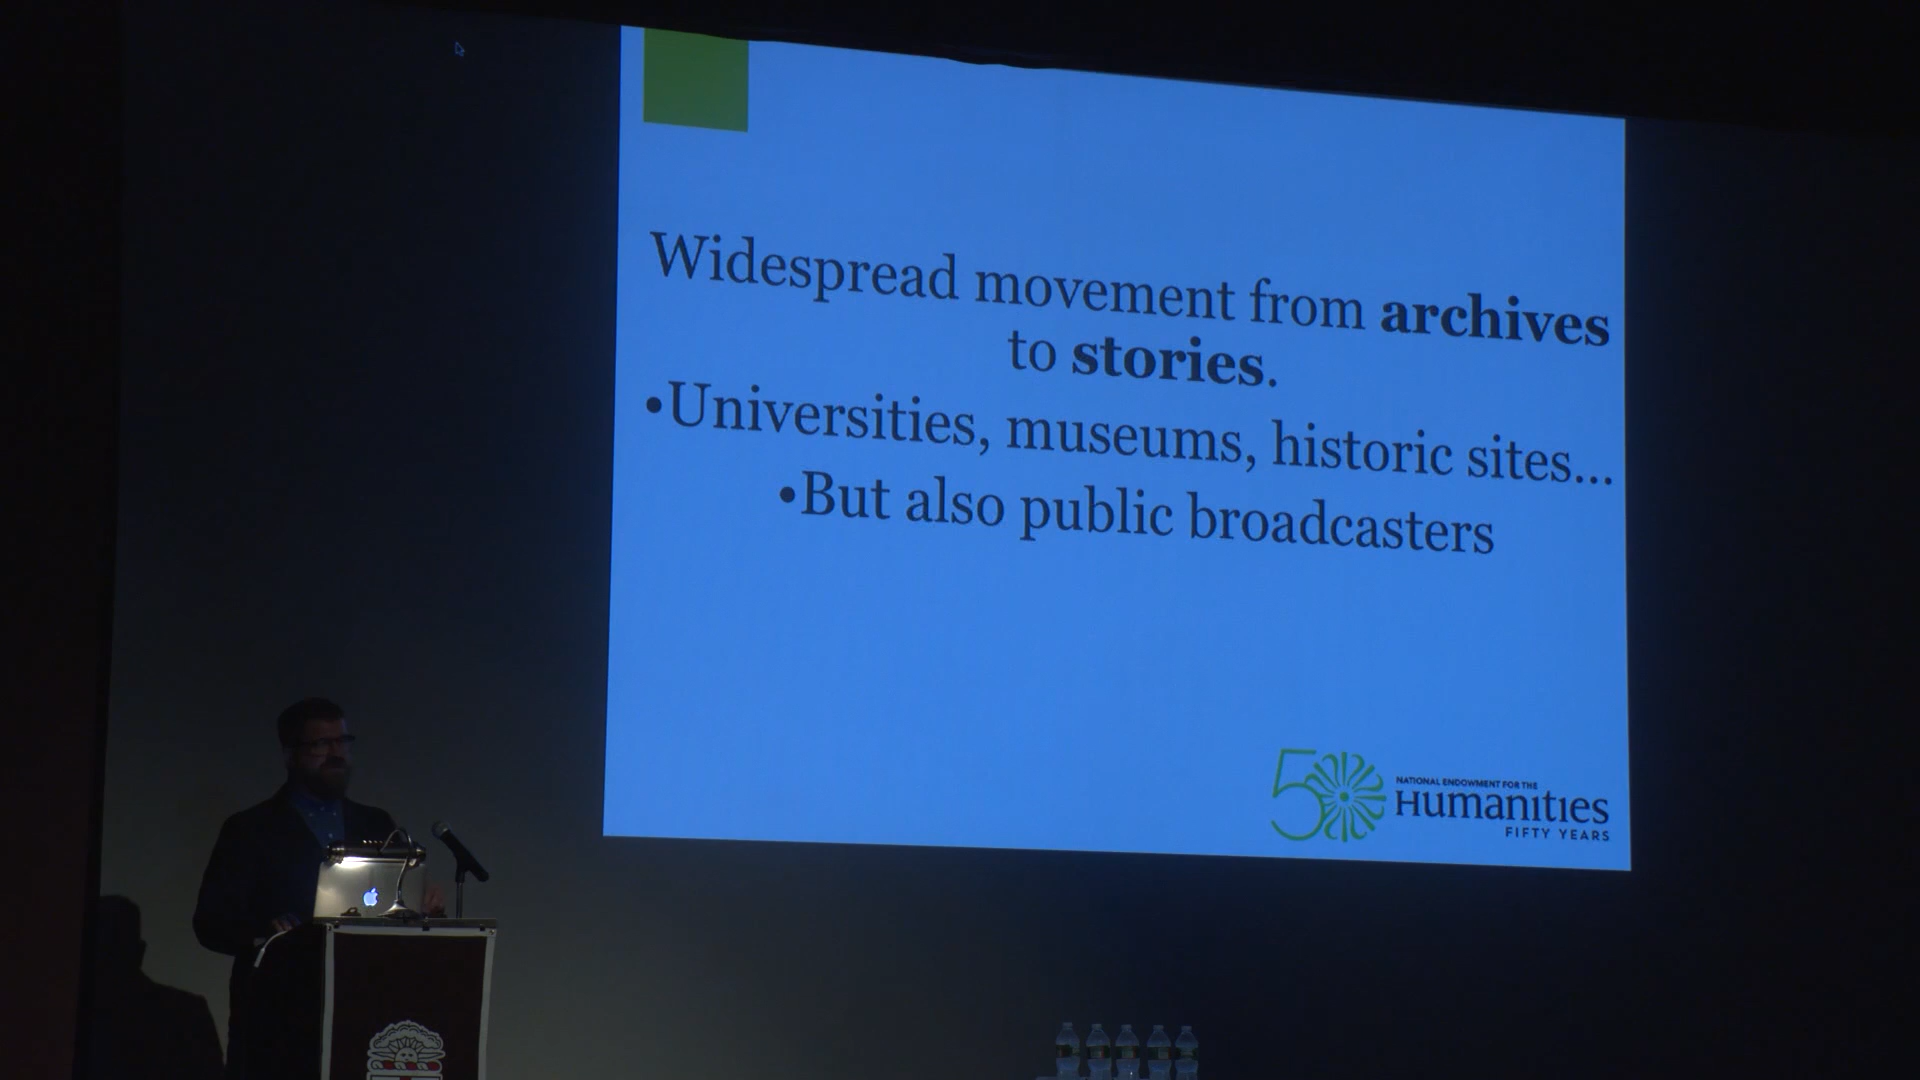 Widespread movement from archives
to stories.
•Universities, museums, historic sites...
•But also public broadcasters
50
NATIONAL ENDOWMENT FOR THE
Humanities
FIFTY YEARS